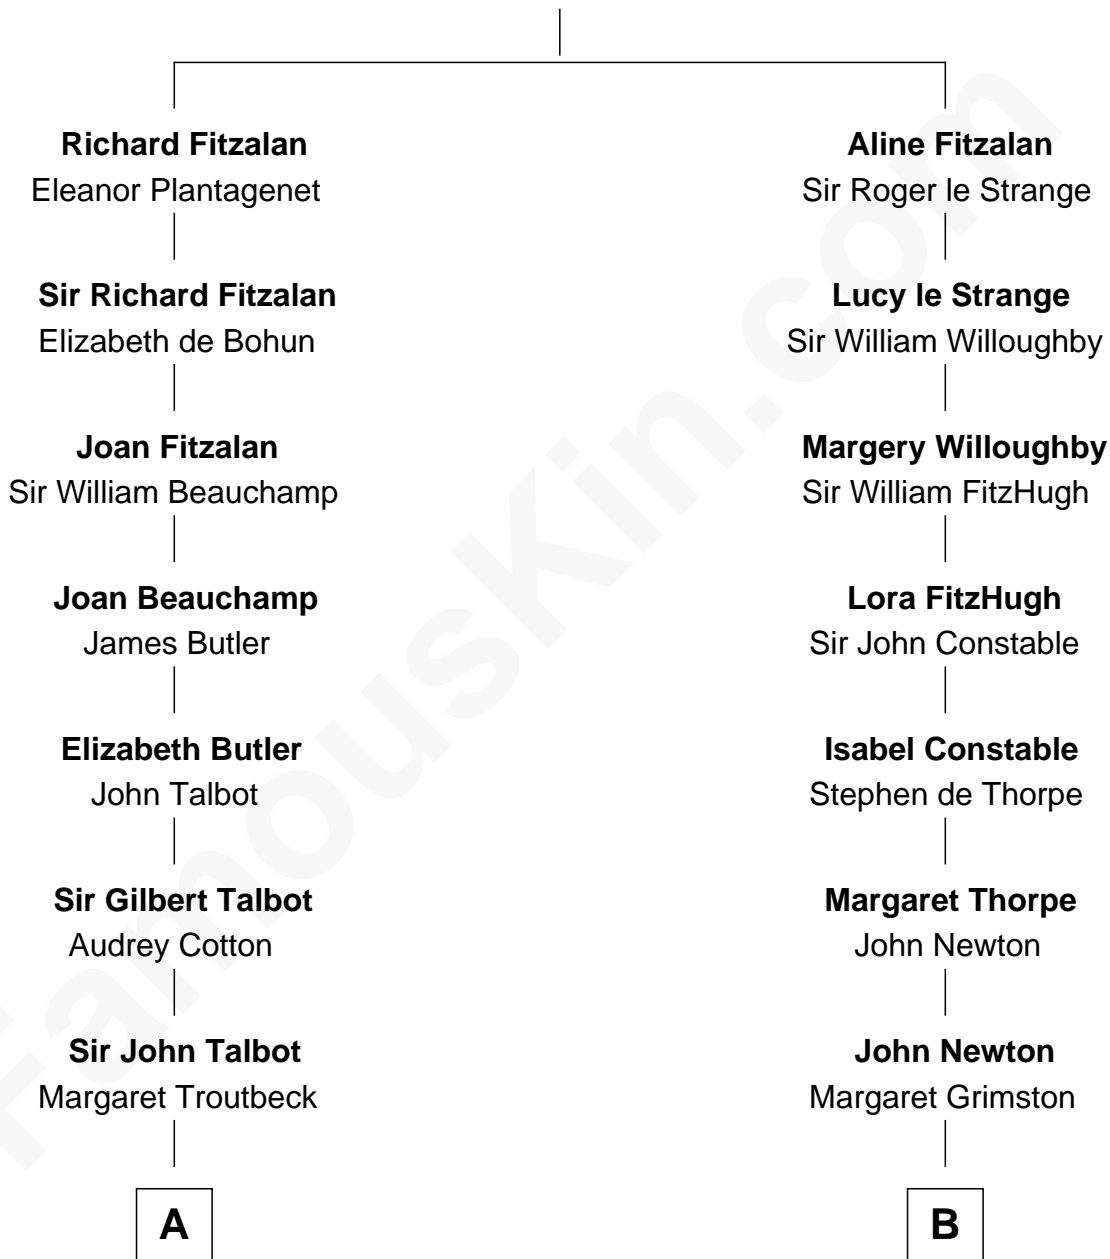 Richard Fitzalan
Eleanor Plantagenet
Sir Richard Fitzalan
Elizabeth de Bohun
Joan Fitzalan
Sir William Beauchamp
Joan Beauchamp
James Butler
Elizabeth Butler
John Talbot
Sir Gilbert Talbot
Audrey Cotton
Sir John Talbot
Margaret Troutbeck
A
Aline Fitzalan
Sir Roger le Strange
Lucy le Strange
Sir William Willoughby
Margery Willoughby
Sir William FitzHugh
Lora FitzHugh
Sir John Constable
Isabel Constable
Stephen de Thorpe
Margaret Thorpe
John Newton
John Newton
Margaret Grimston
B
FamousKin.com